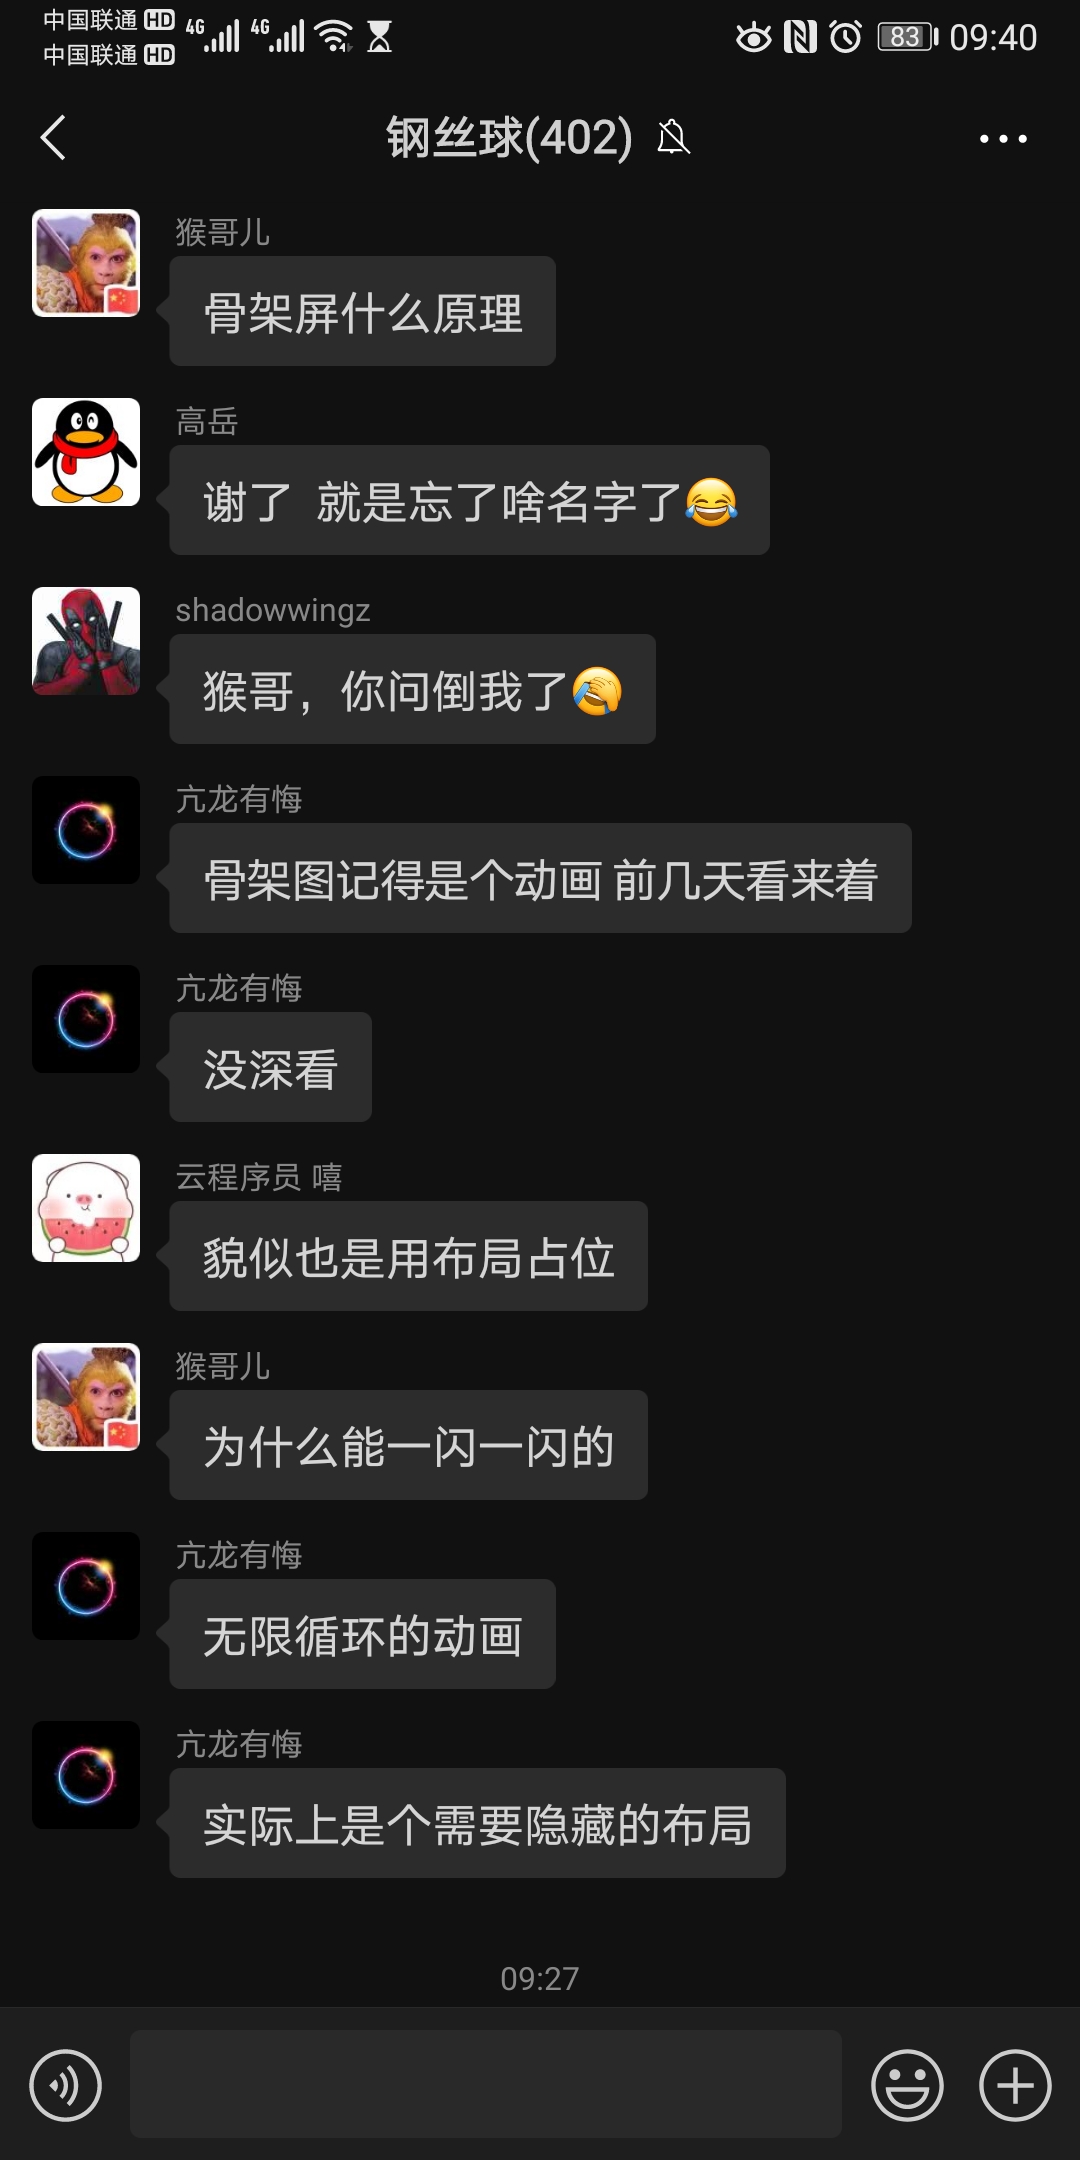 中国联通 HD 4G 4G 83 09:40
中国联通 HD
钢丝球(402)
猴哥儿
骨架屏什么原理
高岳
谢了 就是忘了啥名字了😂
shadowwingz
猴哥，你问倒我了🤦
亢龙有悔
骨架图记得是个动画 前几天看来着
亢龙有悔
没深看
云程序员 嘻
貌似也是用布局占位
猴哥儿
为什么能一闪一闪的
亢龙有悔
无限循环的动画
亢龙有悔
实际上是个需要隐藏的布局
09:27